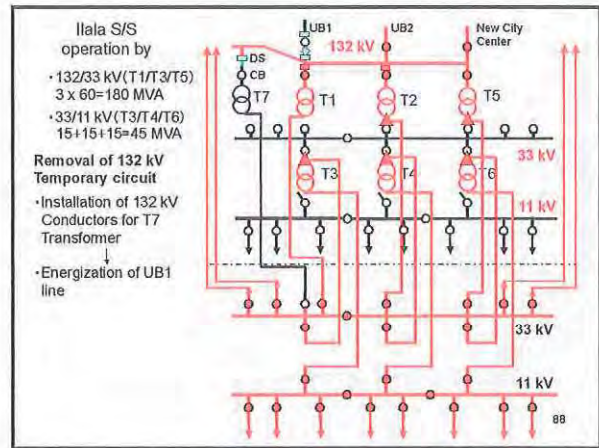 Ilala S/S
operation by
・132/33 kV(T1/T3/T5)
3 x 60=180 MVA
・33/11 kV(T3/T4/T6)
15+15+15=45 MVA
Removal of 132 kV
Temporary circuit
・Installation of 132 kV
Conductors for T7
Transformer
↓
・Energization of UB1
line
UB1
UB2
New City
Center
132 kV
DS
CB
T7
T1
T2
T5
33 kV
T3
T4
T6
11 kV
33 kV
11 kV
88